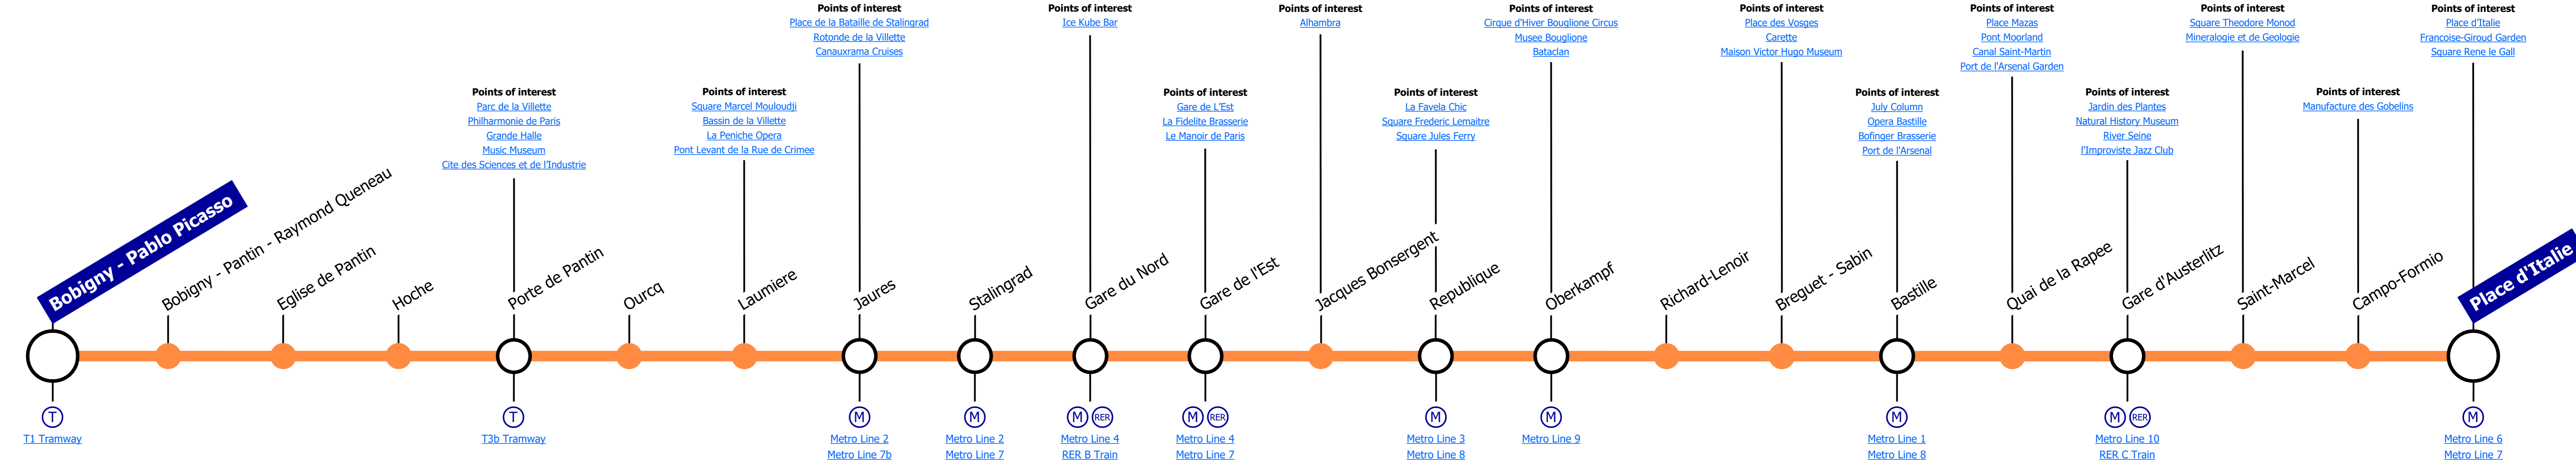 Points of interest
Place de la Bataille de Stalingrad
Rotonde de la Villette
Canauxrama Cruises
Points of interest
Ice Kube Bar
Points of interest
Alhambra
Points of interest
Cirque d'Hiver Bouglione Circus
Musee Bouglione
Bataclan
Points of interest
Place des Vosges
Carette
Maison Victor Hugo Museum
Points of interest
Place Mazas
Pont Moorland
Canal Saint-Martin
Port de l'Arsenal Garden
Points of interest
Square Theodore Monod
Mineralogie et de Geologie
Points of interest
Place d'Italie
Francoise-Giroud Garden
Square Rene le Gall
Points of interest
Parc de la Villette
Philharmonie de Paris
Grande Halle
Music Museum
Cite des Sciences et de l'Industrie
Points of interest
Square Marcel Mouloudji
Bassin de la Villette
La Peniche Opera
Pont Levant de la Rue de Crimee
Points of interest
Gare de L'Est
La Fidelite Brasserie
Le Manoir de Paris
Points of interest
La Favela Chic
Square Frederic Lemaitre
Square Jules Ferry
Points of interest
July Column
Opera Bastille
Bofinger Brasserie
Port de l'Arsenal
Points of interest
Jardin des Plantes
Natural History Museum
River Seine
l'Improviste Jazz Club
Points of interest
Manufacture des Gobelins
Bobigny - Pablo Picasso
Bobigny - Pantin - Raymond Queneau
Eglise de Pantin
Hoche
Porte de Pantin
Ourcq
Laumiere
Jaures
Stalingrad
Gare du Nord
Gare de l'Est
Jacques Bonsergent
Republique
Oberkampf
Richard-Lenoir
Breguet - Sabin
Bastille
Quai de la Rapee
Gare d'Austerlitz
Saint-Marcel
Campo-Formio
Place d'Italie
T
T1 Tramway
T
T3b Tramway
M
Metro Line 2
Metro Line 7b
M
Metro Line 2
Metro Line 7
M RER
Metro Line 4
RER B Train
M RER
Metro Line 4
Metro Line 7
M
Metro Line 3
Metro Line 8
M
Metro Line 9
M
Metro Line 1
Metro Line 8
M RER
Metro Line 10
RER C Train
M
Metro Line 6
Metro Line 7